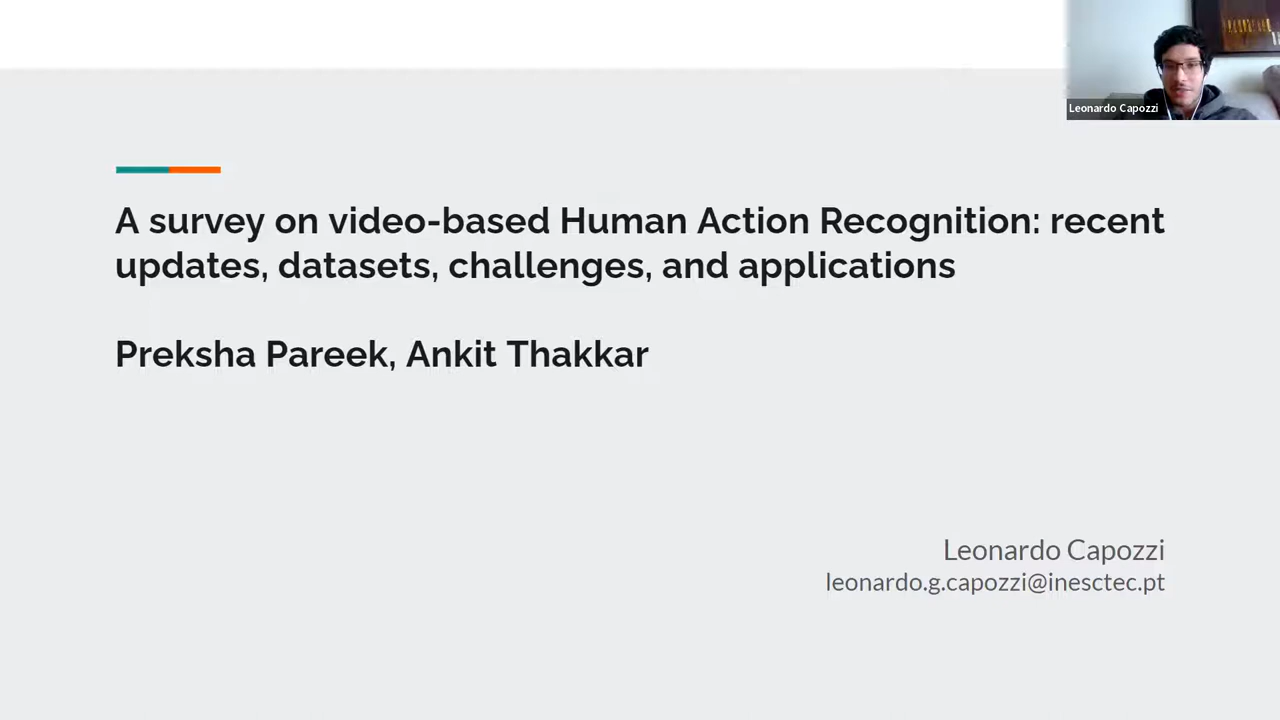 Leonardo Capozzi
A survey on video-based Human Action Recognition: recent
updates, datasets, challenges, and applications
Preksha Pareek, Ankit Thakkar
Leonardo Capozzi
leonardo.g.capozzi@inesctec.pt